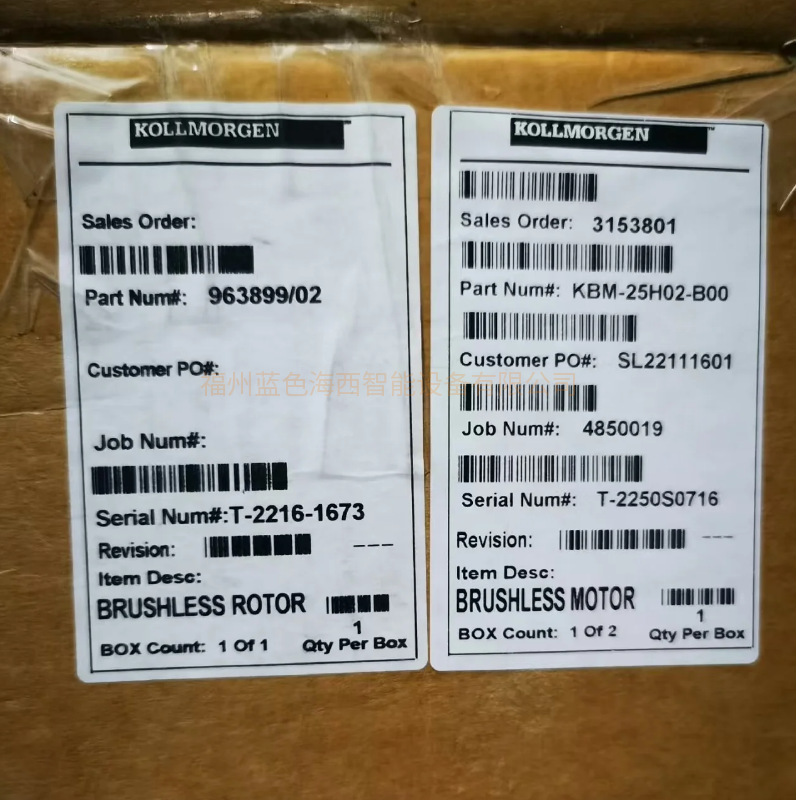 KOLLMORGEN™
Sales Order:
Part Num#: 963899/02
Customer PO#:
Job Num#:
Serial Num#:T-2216-1673
Revision: ---
Item Desc:
BRUSHLESS ROTOR
1
BOX Count: 1 Of 1 Qty Per Box
KOLLMORGEN™
Sales Order: 3153801
Part Num#: KBM-25H02-B00
Customer PO#: SL22111601
Job Num#: 4850019
Serial Num#: T-2250S0716
Revision: ---
Item Desc:
BRUSHLESS MOTOR
1
BOX Count: 1 Of 2 Qty Per Box
福州蓝色海西智能设备有限公司